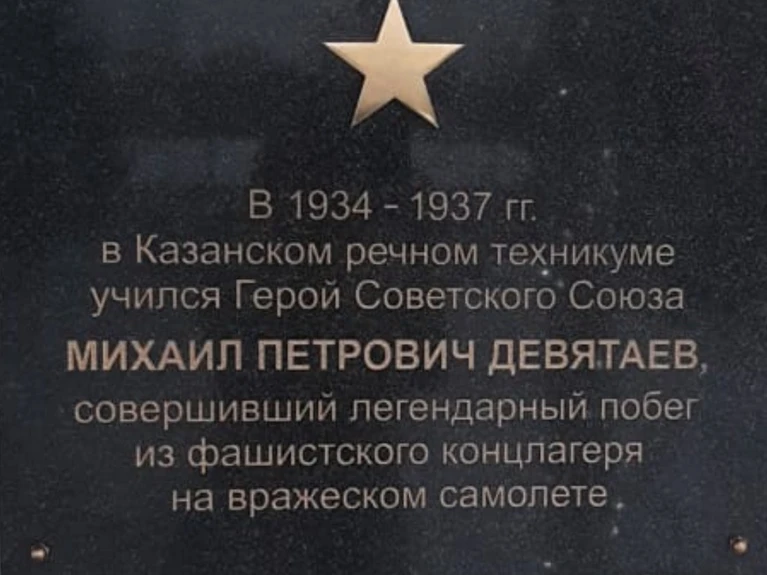 В 1934 - 1937 гг.
в Казанском речном техникуме
учился Герой Советского Союза
МИХАИЛ ПЕТРОВИЧ ДЕВЯТАЕВ,
совершивший легендарный побег
из фашистского концлагеря
на вражеском самолете.